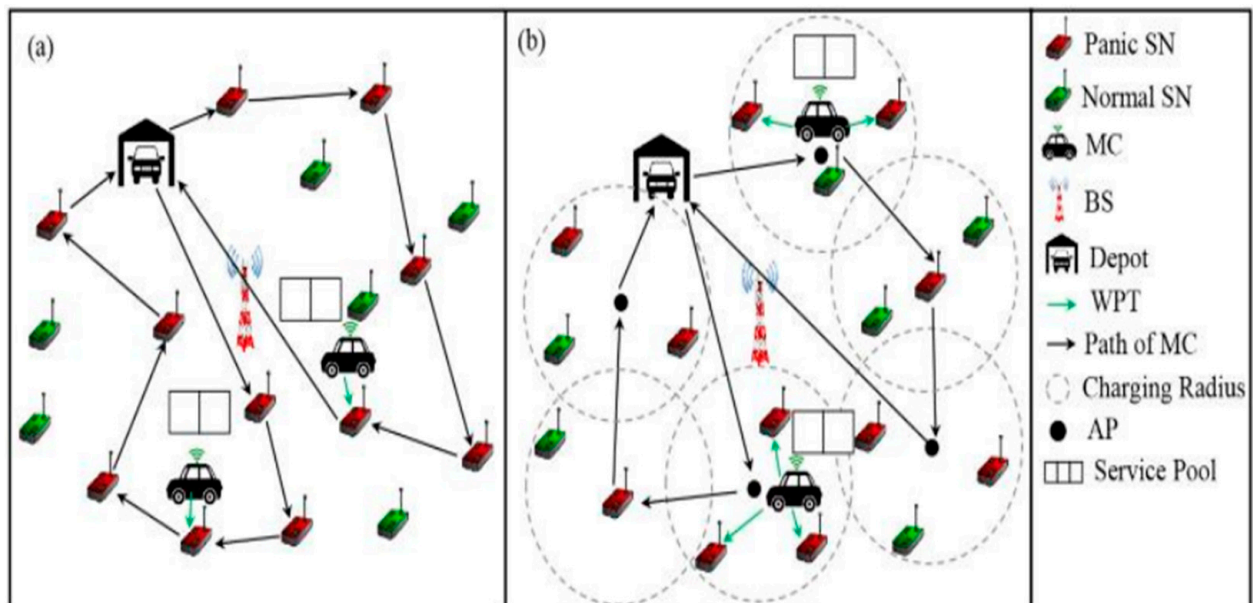 (a)
(b)
Panic SN
Normal SN
MC
BS
Depot
WPT
Path of MC
Charging Radius
AP
Service Pool